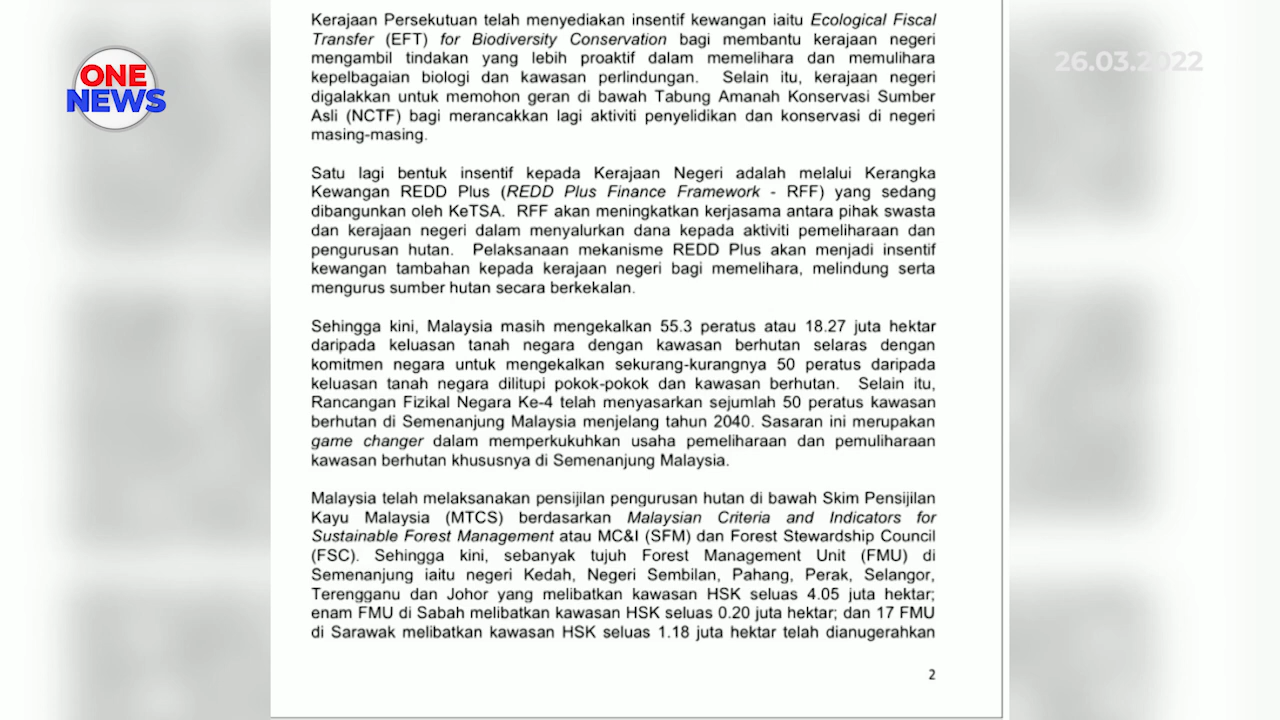 ONE
NEWS
26.03.2022
Kerajaan Persekutuan telah menyediakan insentif kewangan iaitu Ecological Fiscal
Transfer (EFT) for Biodiversity Conservation bagi membantu kerajaan negeri
mengambil tindakan yang lebih proaktif dalam memelihara dan memulihara
kepelbagaian biologi dan kawasan perlindungan. Selain itu, kerajaan negeri
digalakkan untuk memohon geran di bawah Tabung Amanah Konservasi Sumber
Asli (NCTF) bagi merancakkan lagi aktiviti penyelidikan dan konservasi di negeri
masing-masing.
Satu lagi bentuk insentif kepada Kerajaan Negeri adalah melalui Kerangka
Kewangan REDD Plus (REDD Plus Finance Framework - RFF) yang sedang
dibangunkan oleh KeTSA. RFF akan meningkatkan kerjasama antara pihak swasta
dan kerajaan negeri dalam menyalurkan dana kepada aktiviti pemeliharaan dan
pengurusan hutan. Pelaksanaan mekanisme REDD Plus akan menjadi insentif
kewangan tambahan kepada kerajaan negeri bagi memelihara, melindung serta
mengurus sumber hutan secara berkekalan.
Sehingga kini, Malaysia masih mengekalkan 55.3 peratus atau 18.27 juta hektar
daripada keluasan tanah negara dengan kawasan berhutan selaras dengan
komitmen negara untuk mengekalkan sekurang-kurangnya 50 peratus daripada
keluasan tanah negara dilitupi pokok-pokok dan kawasan berhutan. Selain itu,
Rancangan Fizikal Negara Ke-4 telah menyasarkan sejumlah 50 peratus kawasan
berhutan di Semenanjung Malaysia menjelang tahun 2040. Sasaran ini merupakan
game changer dalam memperkukuhkan usaha pemeliharaan dan pemuliharaan
kawasan berhutan khususnya di Semenanjung Malaysia.
Malaysia telah melaksanakan pensijilan pengurusan hutan di bawah Skim Pensijilan
Kayu Malaysia (MTCS) berdasarkan Malaysian Criteria and Indicators for
Sustainable Forest Management atau MC&I (SFM) dan Forest Stewardship Council
(FSC). Sehingga kini, sebanyak tujuh Forest Management Unit (FMU) di
Semenanjung iaitu negeri Kedah, Negeri Sembilan, Pahang, Perak, Selangor,
Terengganu dan Johor yang melibatkan kawasan HSK seluas 4.05 juta hektar;
enam FMU di Sabah melibatkan kawasan HSK seluas 0.20 juta hektar; dan 17 FMU
di Sarawak melibatkan kawasan HSK seluas 1.18 juta hektar telah dianugerahkan
2